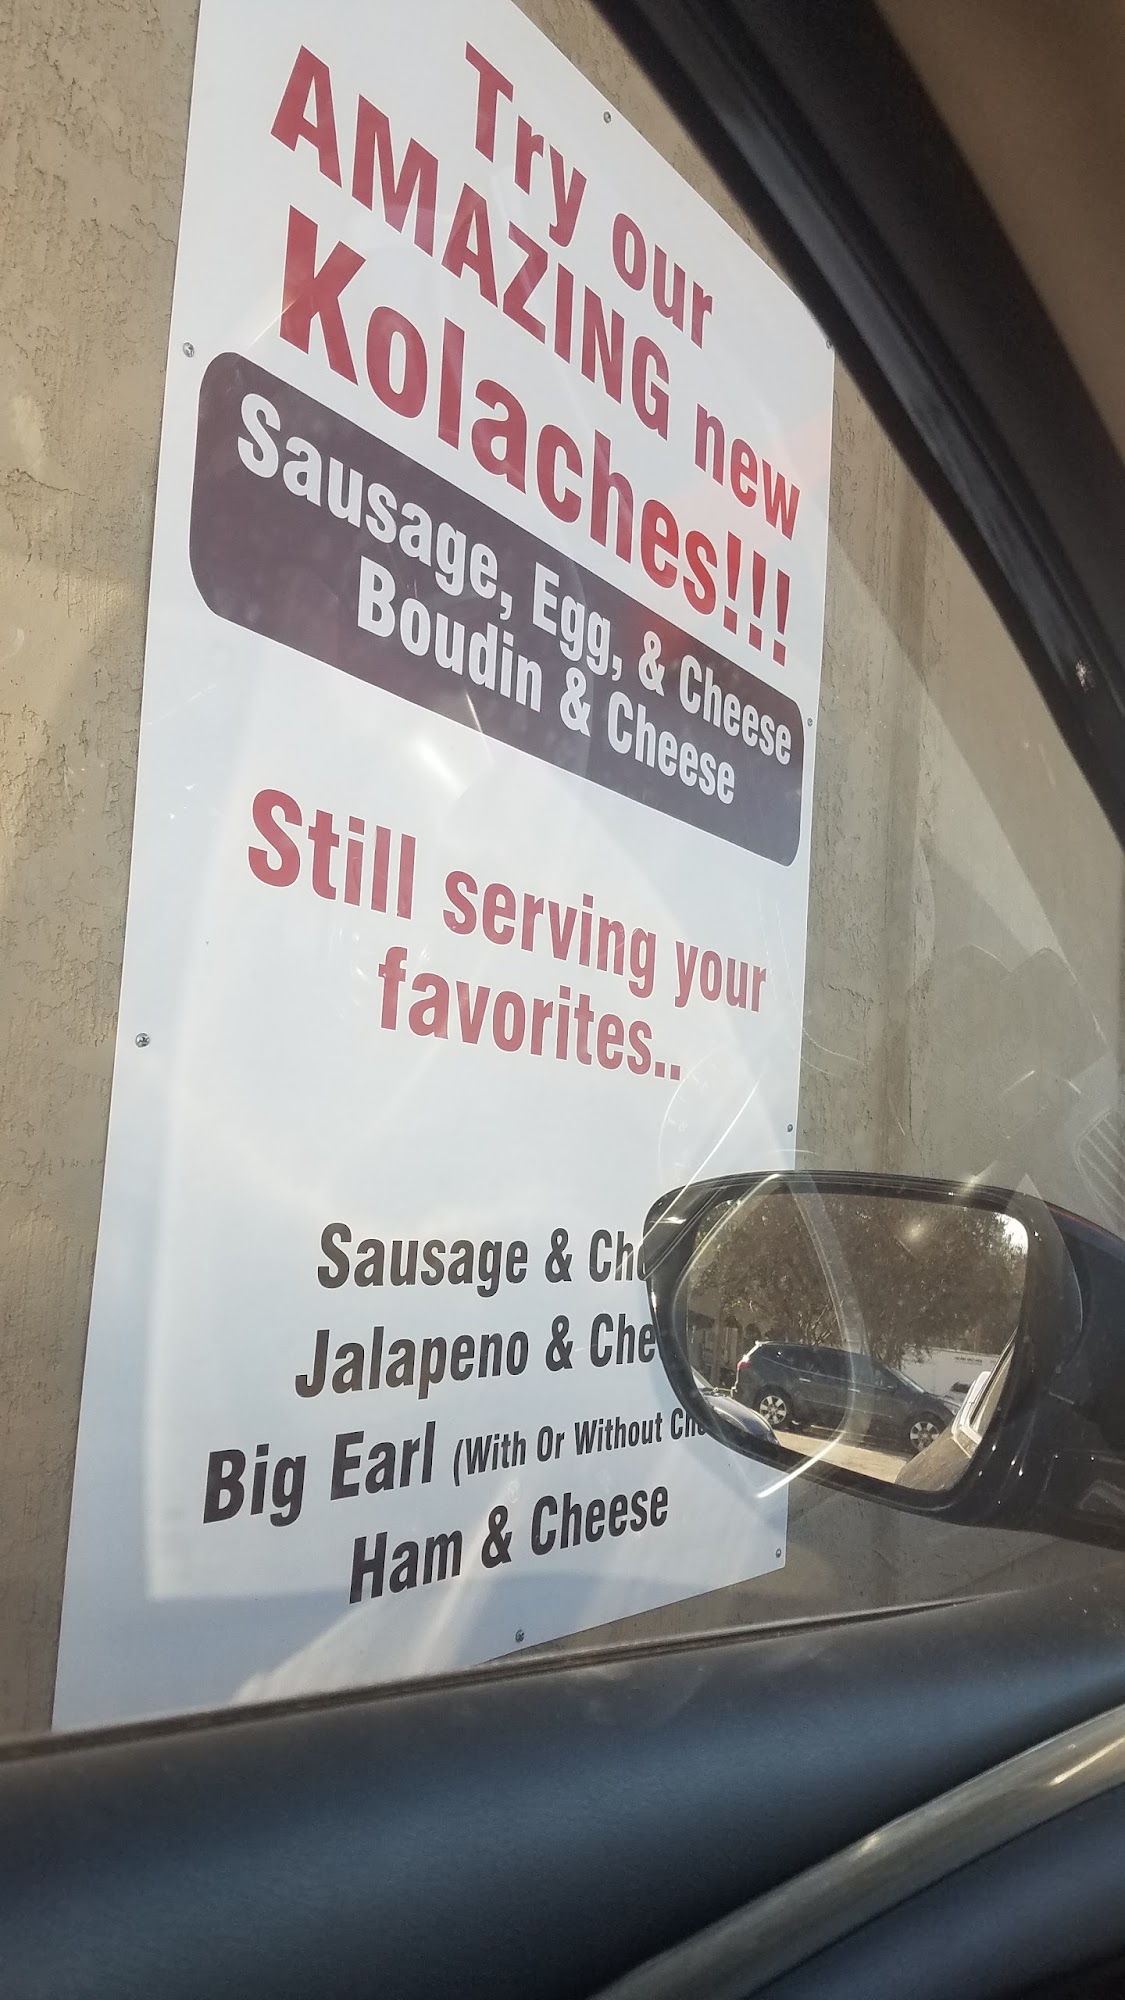 Try our
AMAZING new
Kolaches!!!
Sausage, Egg, & Cheese
Boudin & Cheese
Still serving your
favorites..
Sausage &
Jalapeno &
Big Earl (With Or Without
Ham & Cheese